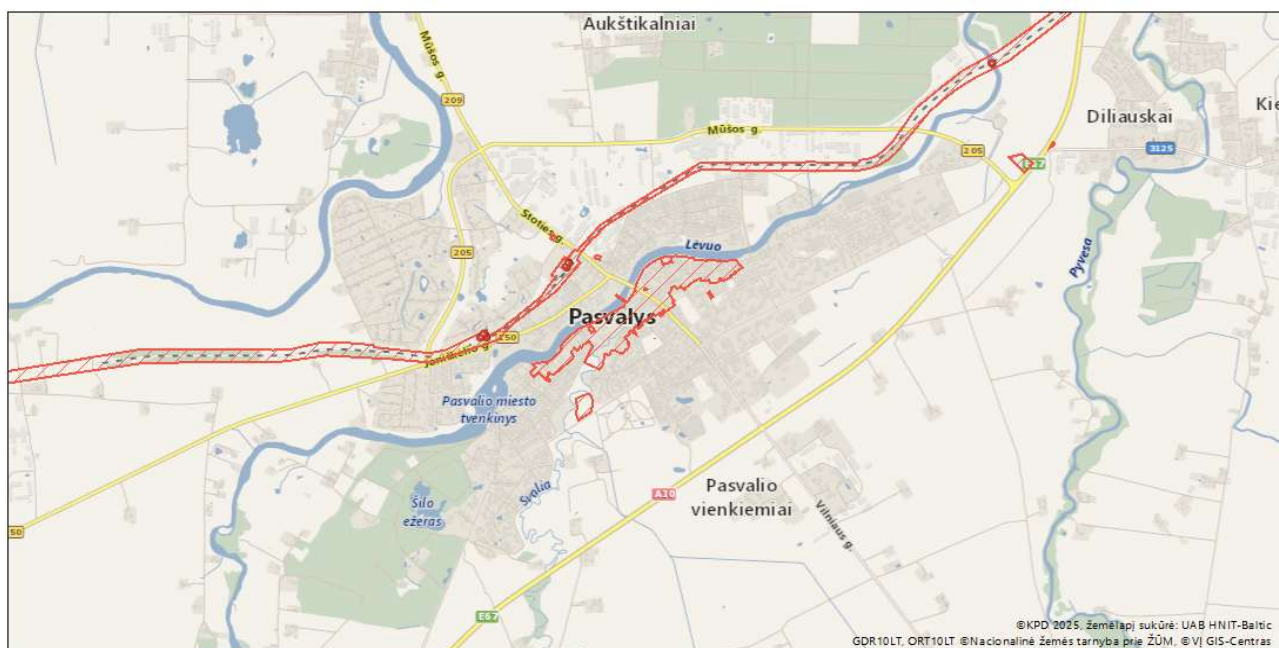 Aukštikalniai
Mūšos g.
209
Mūšos g.
205
Diliauskai
Kie
3125
Stoties g.
205
Lėvuo
Pyvesa
Pasvalys
150
Joniškėlio g.
Pasvalio miesto
tvenkinys
Šilo
ežeras
Svalia
A10
Pasvalio
vienkiemiai
Vilniaus g.
50
E67
©KPD 2025, žemėlapį sukūrė: UAB HNIT-Baltic
GDR10LT, ORT10LT ©Nacionalinė žemės tarnyba prie ŽŪM, ©VĮ GIS-Centras